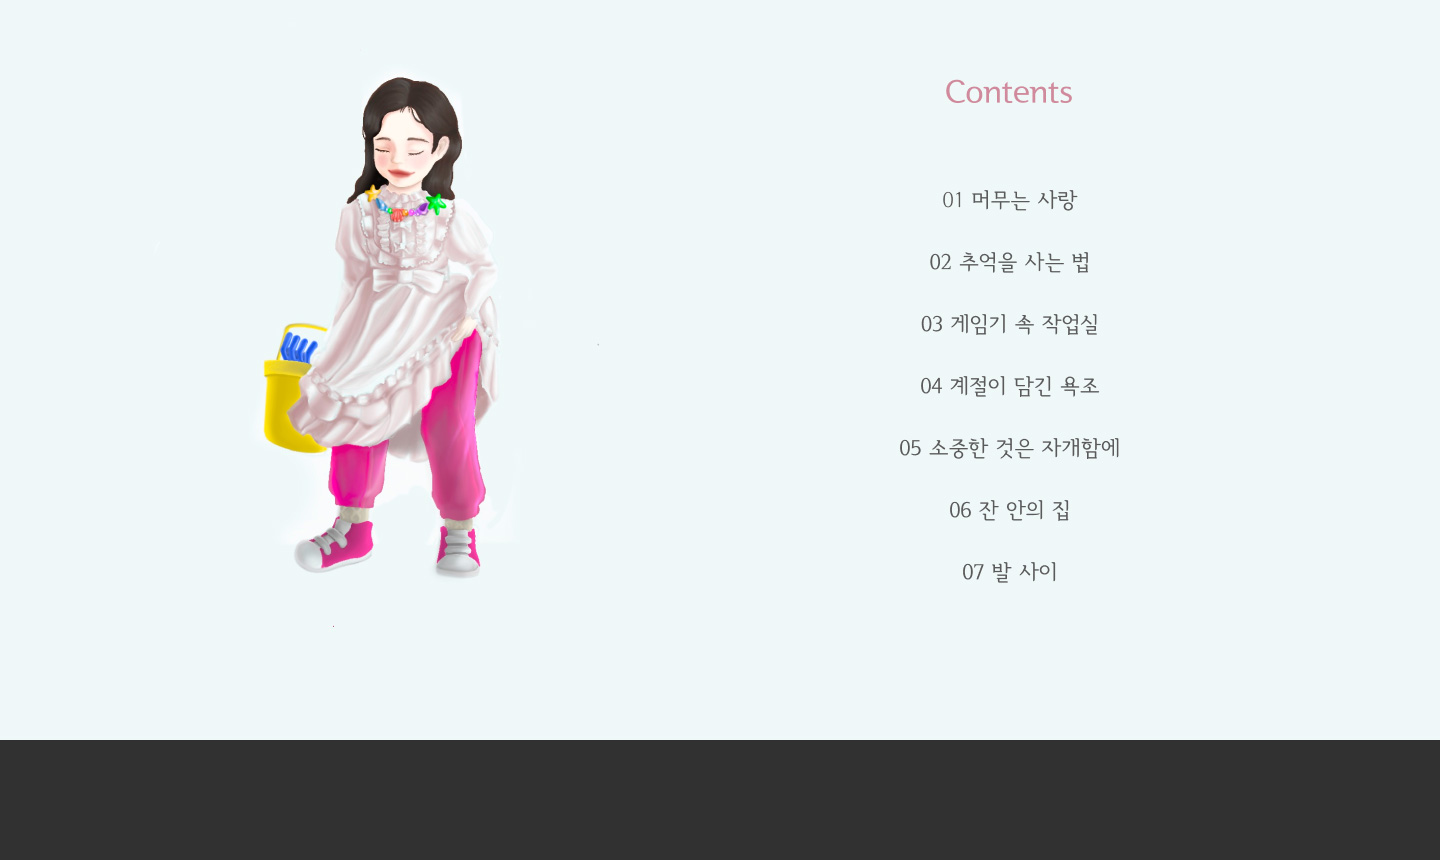 Contents
01 머무는 사랑
02 추억을 사는 법
03 게임기 속 작업실
04 계절이 담긴 욕조
05 소중한 것은 자개함에
06 잔 안의 집
07 발 사이